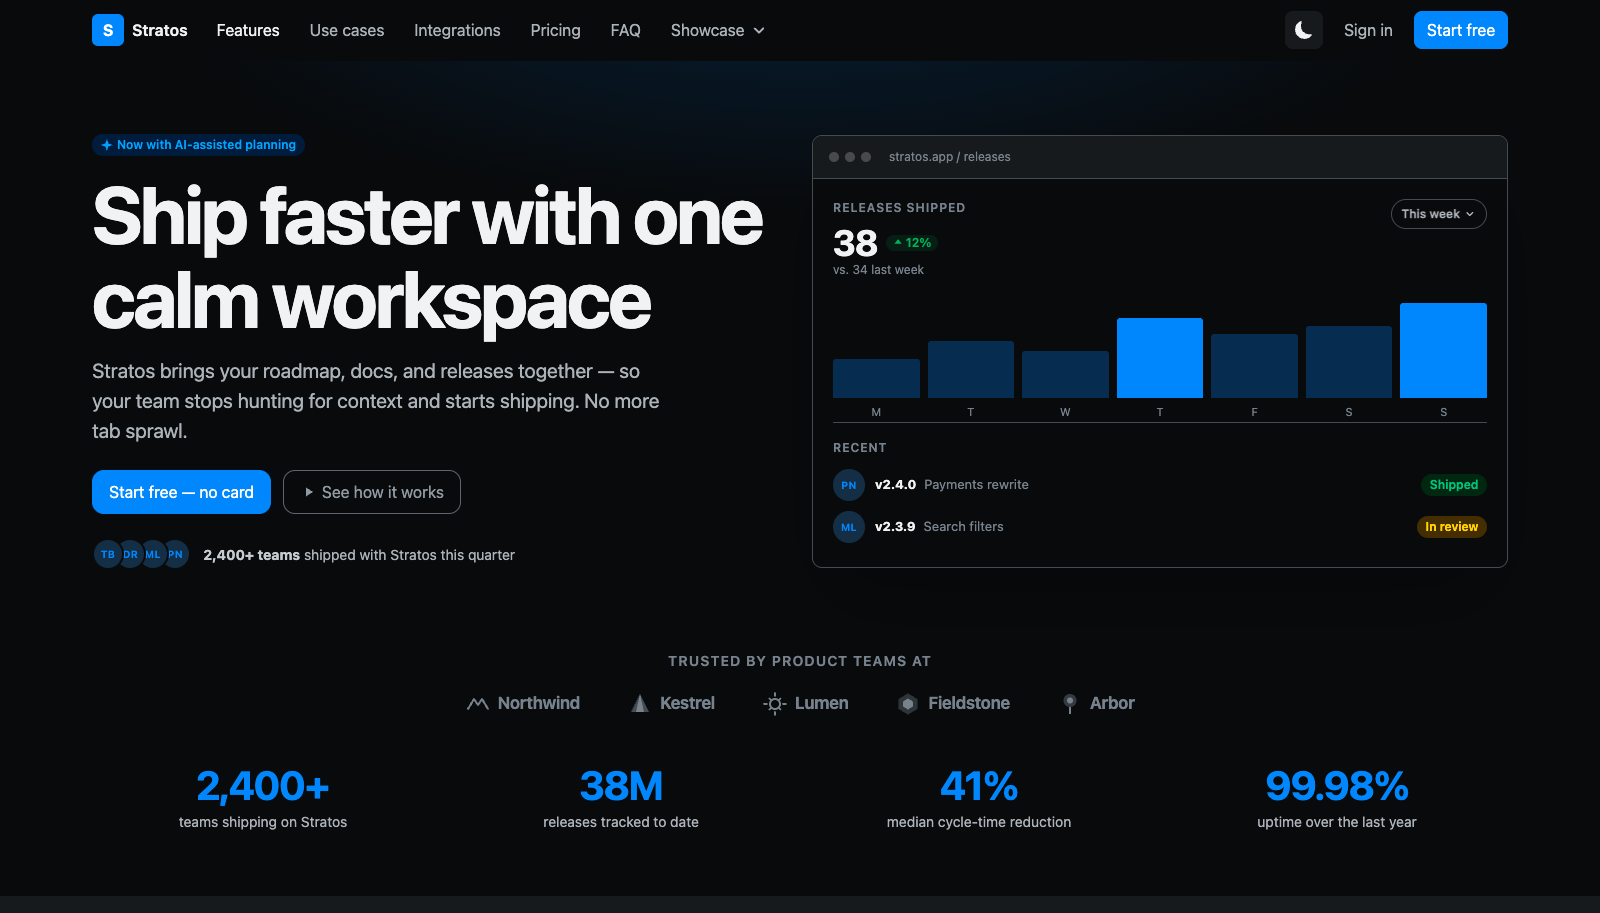 S Stratos Features Use cases Integrations Pricing FAQ Showcase Sign in Start free
Now with AI-assisted planning
Ship faster with one
calm workspace
Stratos brings your roadmap, docs, and releases together — so
your team stops hunting for context and starts shipping. No more
tab sprawl.
Start free — no card See how it works
TB DR ML PN 2,400+ teams shipped with Stratos this quarter
stratos.app / releases
RELEASES SHIPPED This week
38 12%
vs. 34 last week
M T W T F S S
RECENT
PN v2.4.0 Payments rewrite Shipped
ML v2.3.9 Search filters In review
TRUSTED BY PRODUCT TEAMS AT
Northwind Kestrel Lumen Fieldstone Arbor
2,400+ 38M 41% 99.98%
teams shipping on Stratos releases tracked to date median cycle-time reduction uptime over the last year